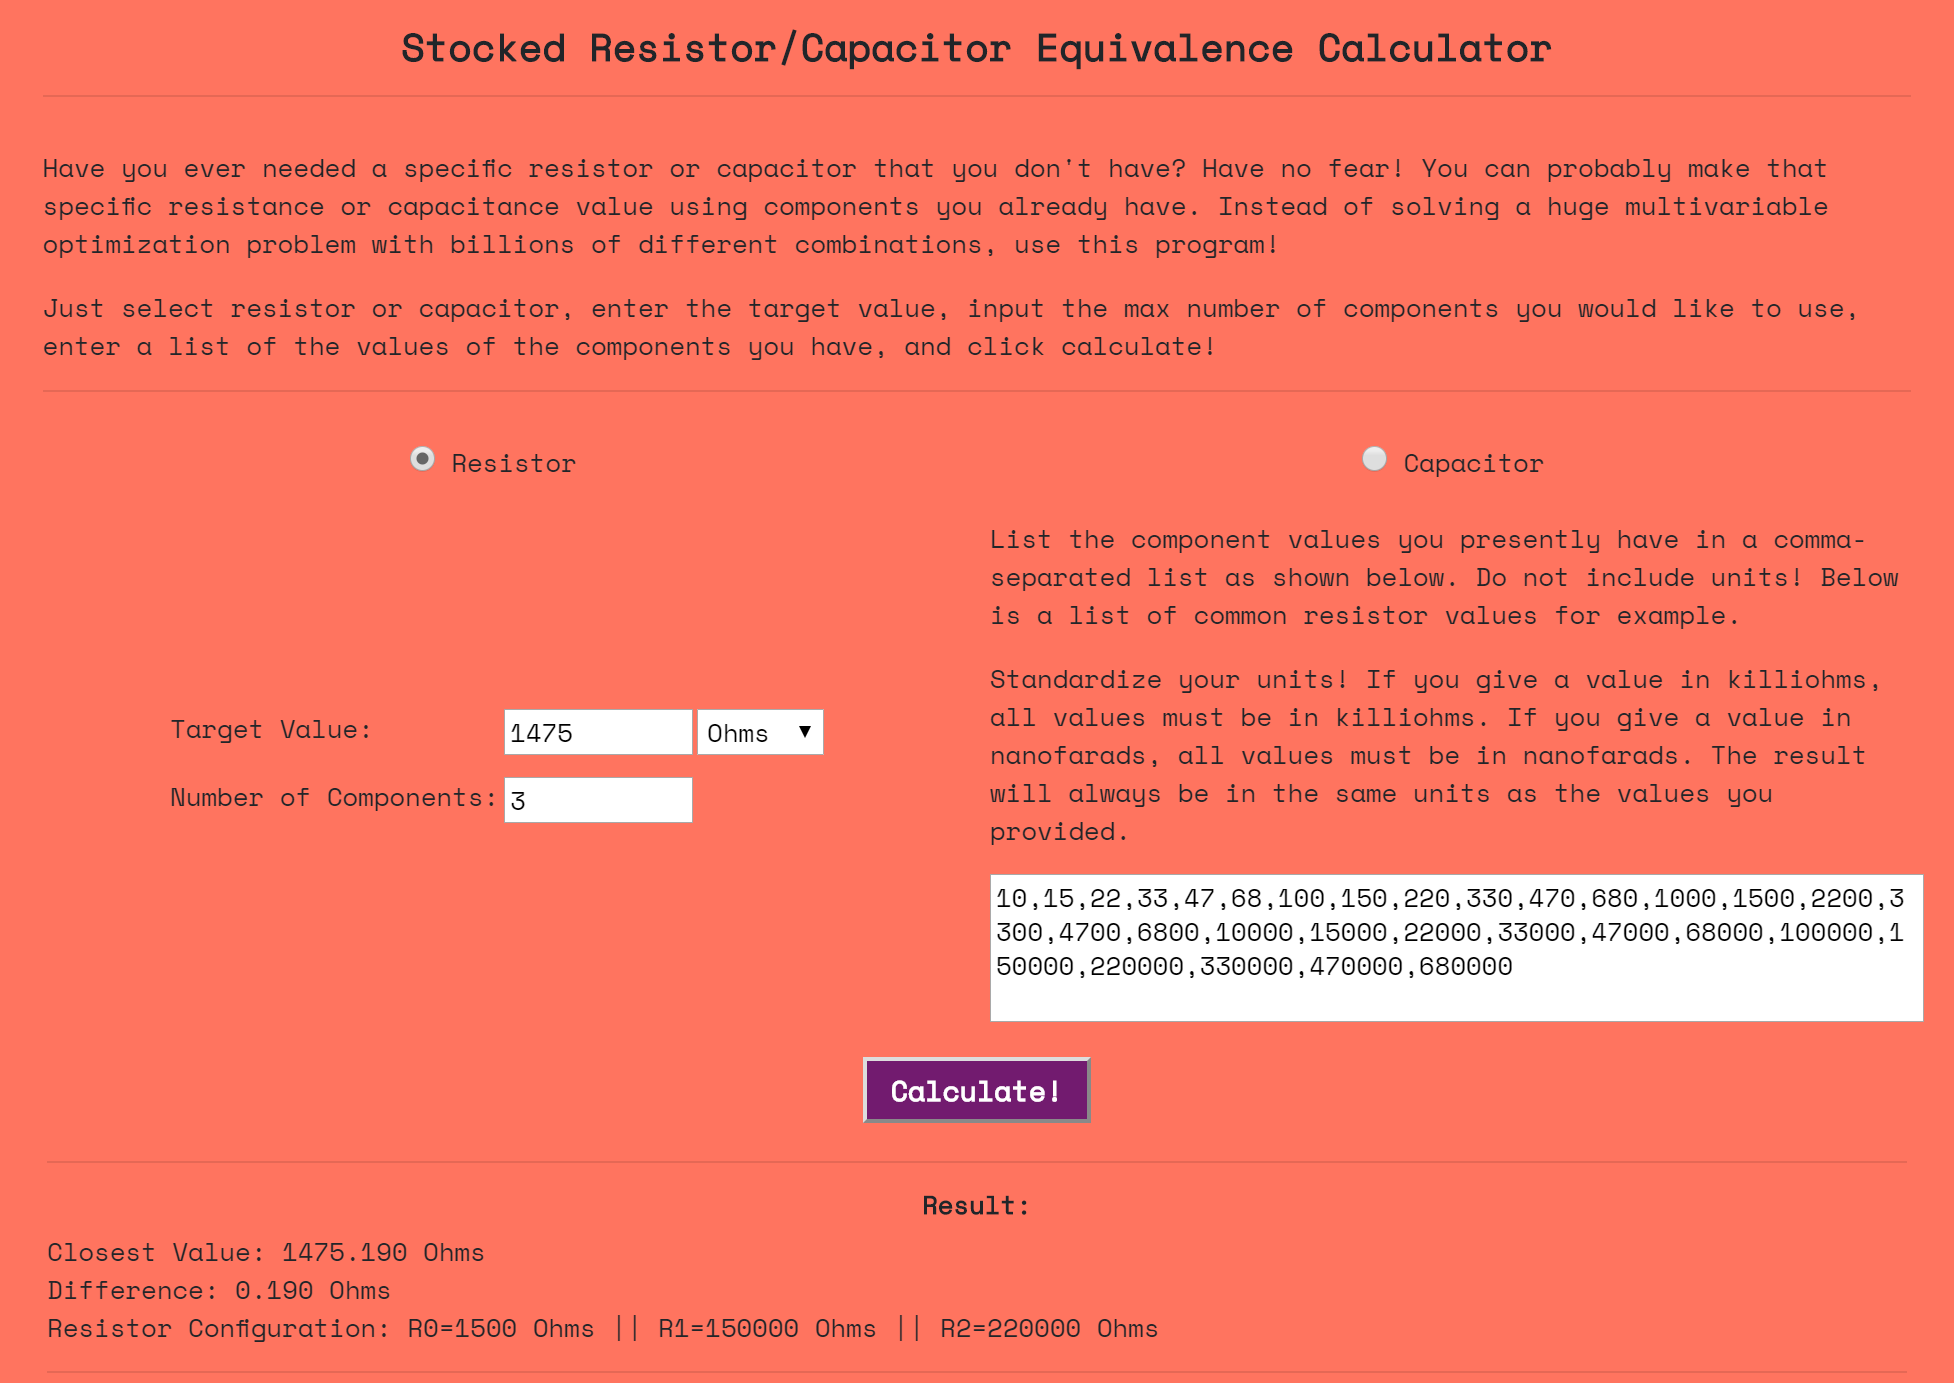 Stocked Resistor/Capacitor Equivalence Calculator
Have you ever needed a specific resistor or capacitor that you don't have? Have no fear! You can probably make that
specific resistance or capacitance value using components you already have. Instead of solving a huge multivariable
optimization problem with billions of different combinations, use this program!
Just select resistor or capacitor, enter the target value, input the max number of components you would like to use,
enter a list of the values of the components you have, and click calculate!
Resistor
Capacitor
Target Value: 1475 Ohms ▼
Number of Components: 3
List the component values you presently have in a comma-
separated list as shown below. Do not include units! Below
is a list of common resistor values for example.
Standardize your units! If you give a value in killiohms,
all values must be in killiohms. If you give a value in
nanofarads, all values must be in nanofarads. The result
will always be in the same units as the values you
provided.
10,15,22,33,47,68,100,150,220,330,470,680,1000,1500,2200,3
300,4700,6800,10000,15000,22000,33000,47000,68000,100000,1
50000,220000,330000,470000,680000
Calculate!
Result:
Closest Value: 1475.190 Ohms
Difference: 0.190 Ohms
Resistor Configuration: R0=1500 Ohms || R1=150000 Ohms || R2=220000 Ohms